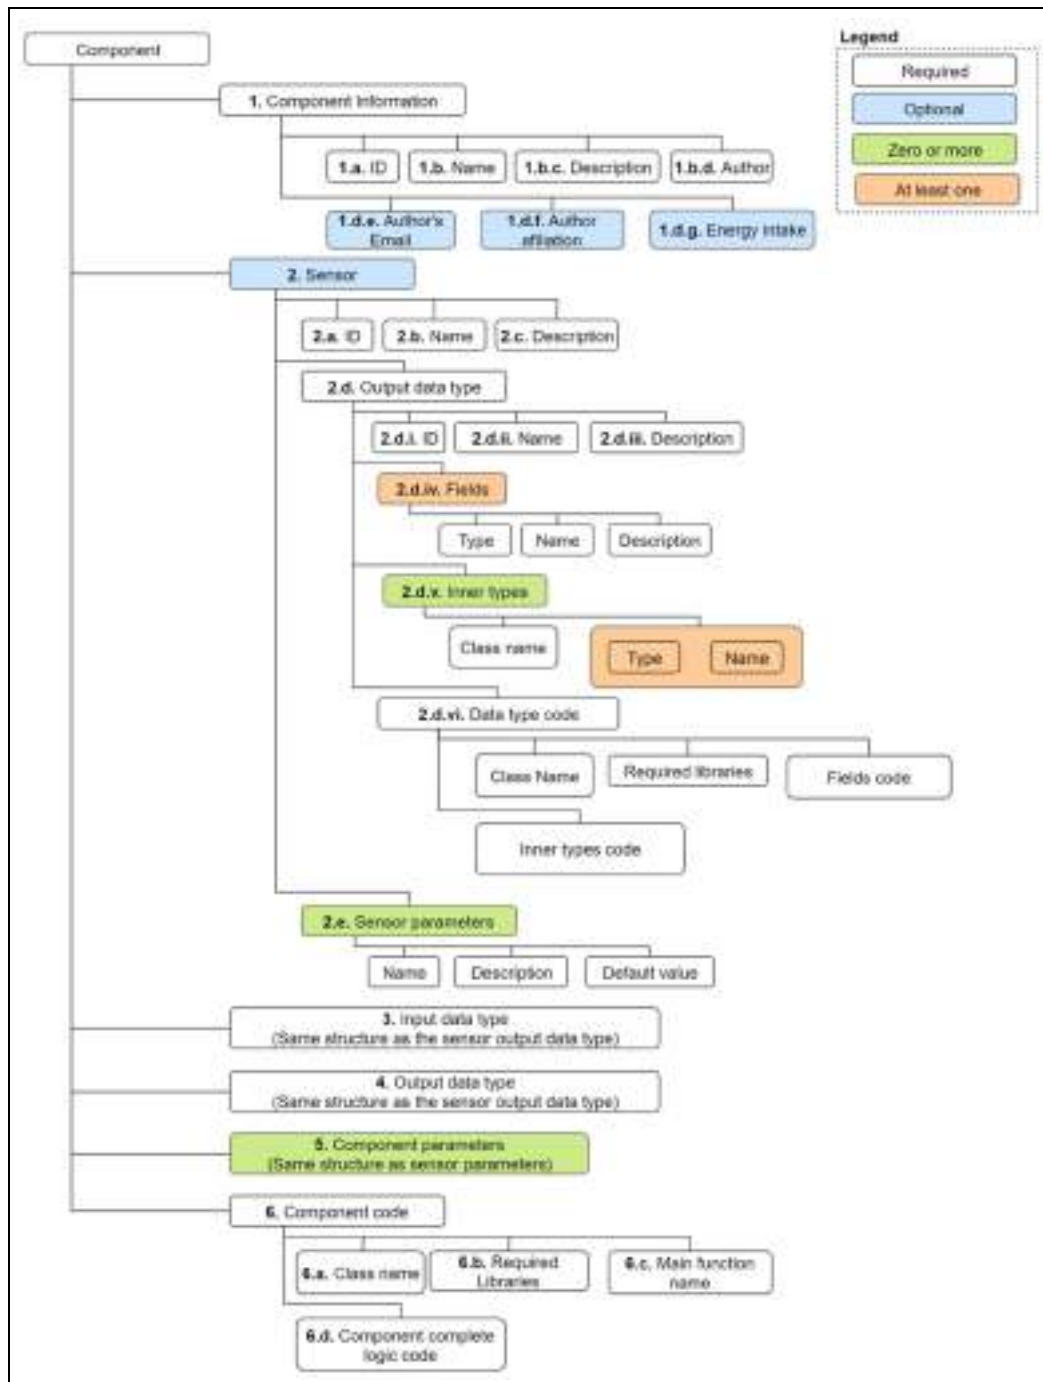 Component
Legend
Required
Optional
Zero or more
At least one
1. Component Information
1.a. ID
1.b. Name
1.b.c. Description
1.b.d. Author
1.d.e. Author's
Email
1.d.f. Author
afiliation
1.d.g. Energy intake
2. Sensor
2.a. ID
2.b. Name
2.c. Description
2.d. Output data type
2.d.i. ID
2.d.ii. Name
2.d.iii. Description
2.d.iv. Fields
Type
Name
Description
2.d.v. Inner types
Class name
Type
Name
2.d.vi. Data type code
Class Name
Required libraries
Fields code
Inner types code
2.e. Sensor parameters
Name
Description
Default value
3. Input data type
(Same structure as the sensor output data type)
4. Output data type
(Same structure as the sensor output data type)
5. Component parameters
(Same structure as sensor parameters)
6. Component code
6.a. Class name
6.b. Required
Libraries
6.c. Main function
name
6.d. Component complete
logic code